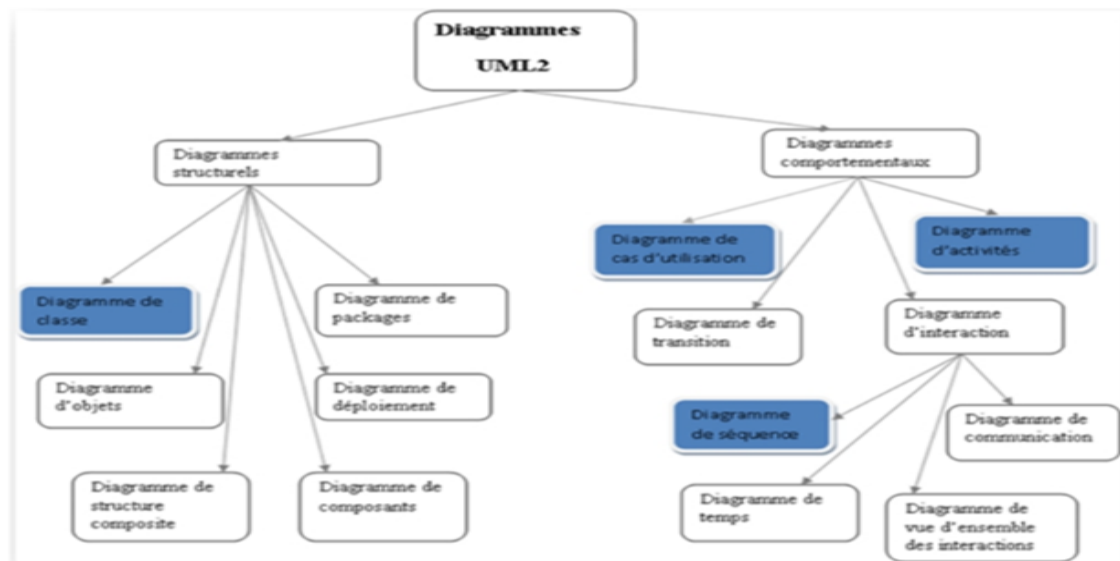 Diagrammes
UML2
Diagrammes
structurels
Diagrammes
comportementaux
Diagramme de
cas d'utilisation
Diagramme
d'activités
Diagramme de
classe
Diagramme de
packages
Diagramme de
transition
Diagramme
d'interaction
Diagramme
d'objets
Diagramme de
déploiement
Diagramme
de séquence
Diagramme de
communication
Diagramme de
structure
composite
Diagramme de
composants
Diagramme de
temps
Diagramme de
vue d'ensemble
des interactions